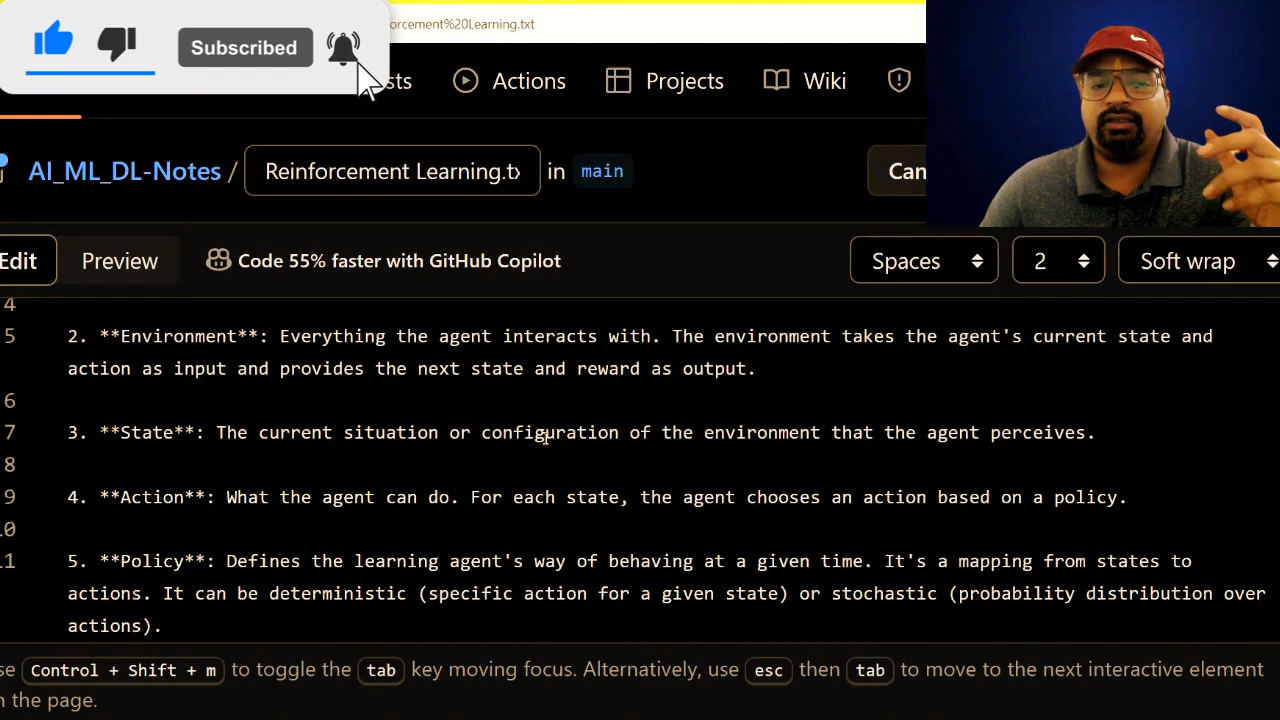 orcement%20Learning.txt
Subscribed
sts
Actions
Projects
Wiki
AI_ML_DL-Notes / Reinforcement Learning.tx in main
Can
Edit
Preview
Code 55% faster with GitHub Copilot
Spaces
2
Soft wrap
4
5 2. **Environment**: Everything the agent interacts with. The environment takes the agent's current state and
action as input and provides the next state and reward as output.
6
7 3. **State**: The current situation or configuration of the environment that the agent perceives.
8
9 4. **Action**: What the agent can do. For each state, the agent chooses an action based on a policy.
10
11 5. **Policy**: Defines the learning agent's way of behaving at a given time. It's a mapping from states to
actions. It can be deterministic (specific action for a given state) or stochastic (probability distribution over
actions).
se Control + Shift + m to toggle the tab key moving focus. Alternatively, use esc then tab to move to the next interactive element
n the page.